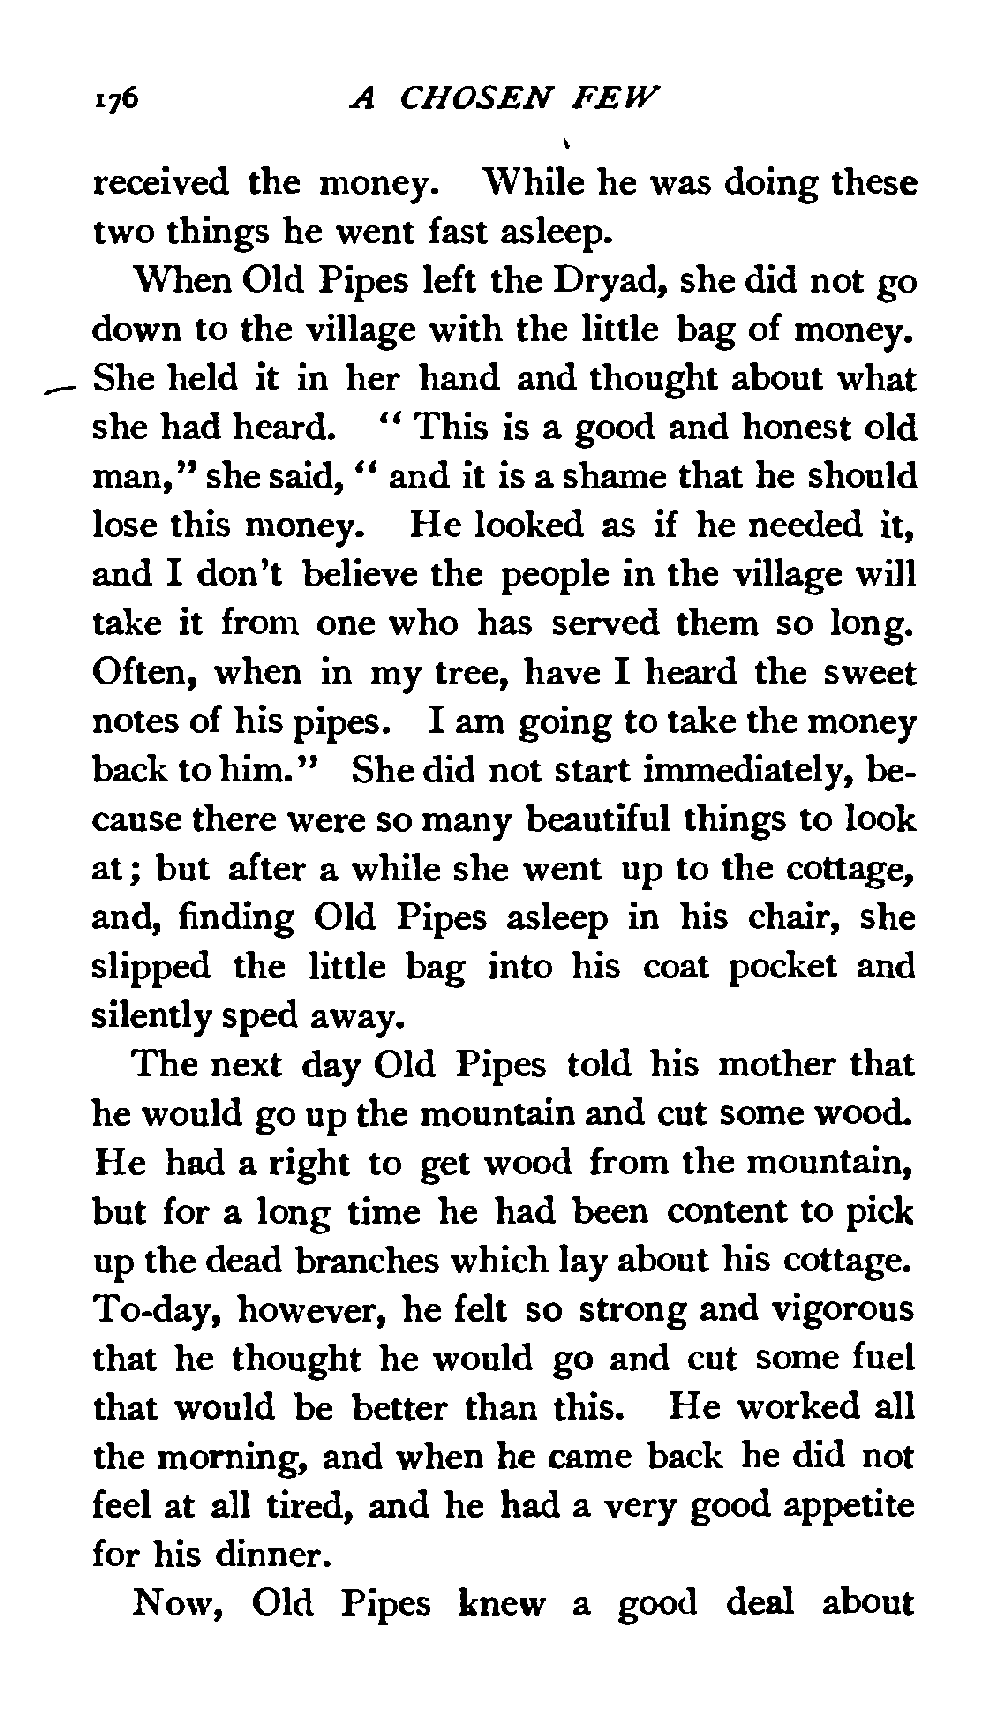 176 A CHOSEN FEW
received the money. While he was doing these
two things he went fast asleep.
When Old Pipes left the Dryad, she did not go
down to the village with the little bag of money.
She held it in her hand and thought about what
she had heard. “ This is a good and honest old
man,” she said, “ and it is a shame that he should
lose this money. He looked as if he needed it,
and I don’t believe the people in the village will
take it from one who has served them so long.
Often, when in my tree, have I heard the sweet
notes of his pipes. I am going to take the money
back to him.” She did not start immediately, be-
cause there were so many beautiful things to look
at; but after a while she went up to the cottage,
and, finding Old Pipes asleep in his chair, she
slipped the little bag into his coat pocket and
silently sped away.
The next day Old Pipes told his mother that
he would go up the mountain and cut some wood.
He had a right to get wood from the mountain,
but for a long time he had been content to pick
up the dead branches which lay about his cottage.
To-day, however, he felt so strong and vigorous
that he thought he would go and cut some fuel
that would be better than this. He worked all
the morning, and when he came back he did not
feel at all tired, and he had a very good appetite
for his dinner.
Now, Old Pipes knew a good deal about